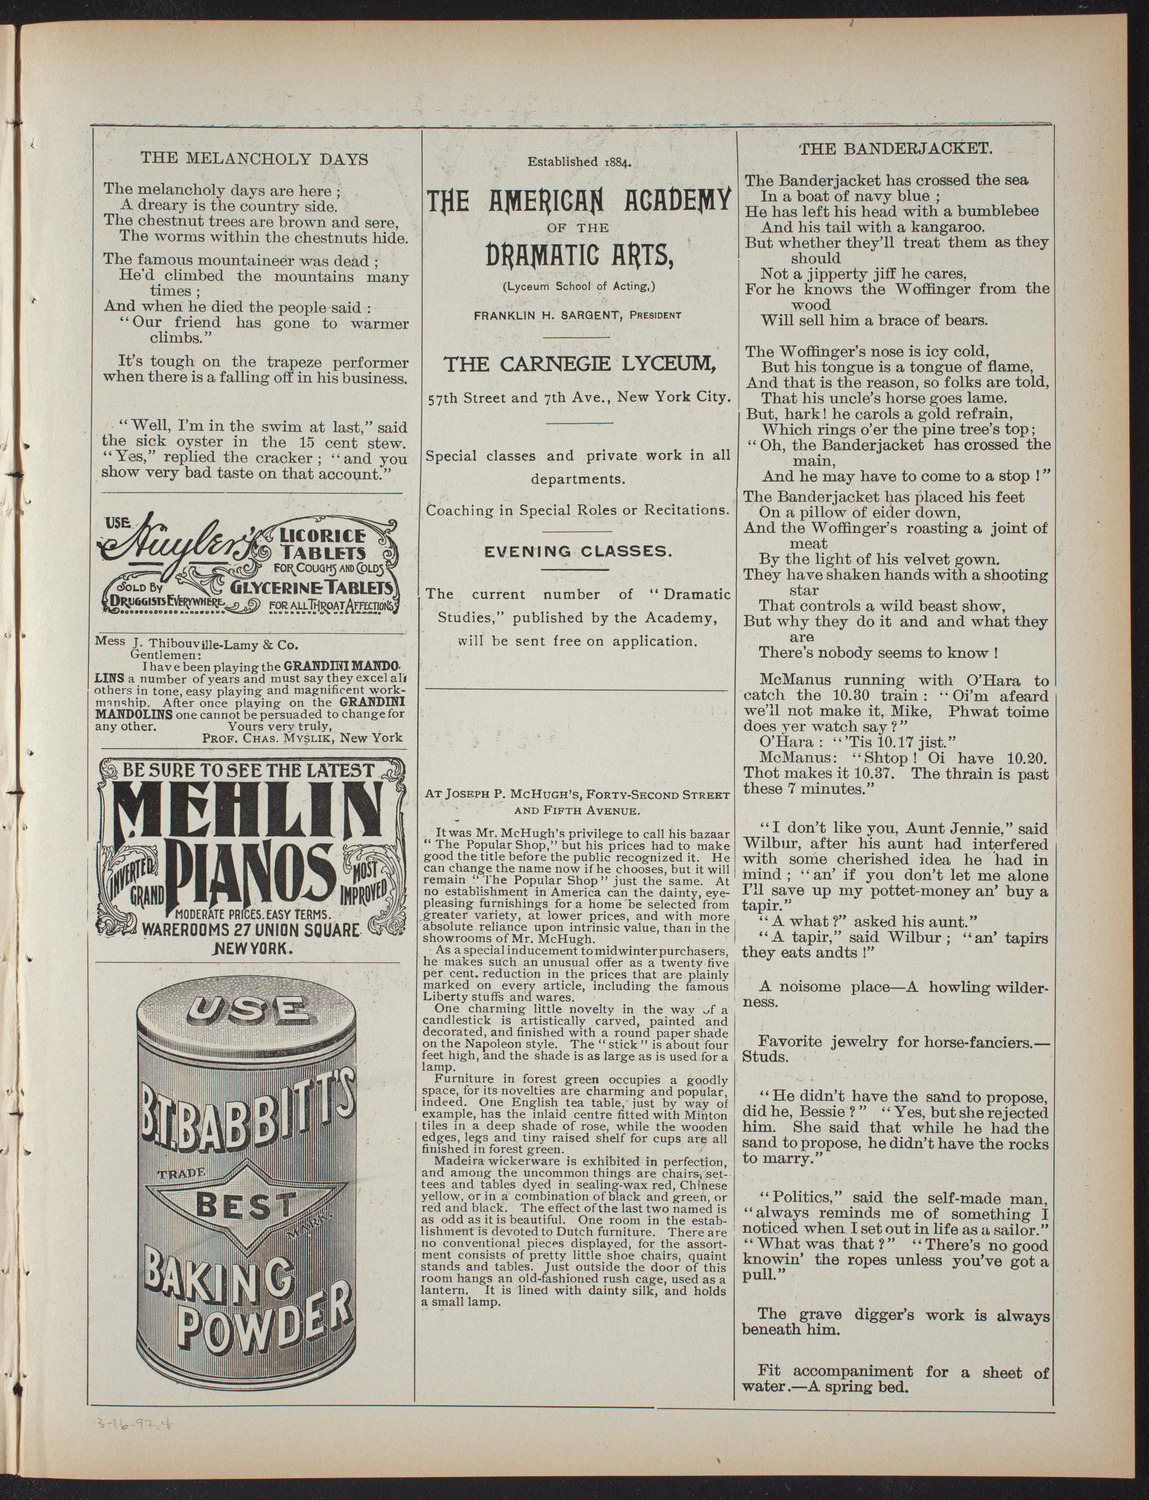 THE MELANCHOLY DAYS
The melancholy days are here ;
A dreary is the country side.
The chestnut trees are brown and sere,
The worms within the chestnuts hide.
The famous mountaineer was dead ;
He'd climbed the mountains many
times ;
And when he died the people said :
"Our friend has gone to warmer
climbs."
It's tough on the trapeze performer
when there is a falling off in his business.
"Well, I'm in the swim at last," said
the sick oyster in the 15 cent stew.
"Yes," replied the cracker ; "and you
show very bad taste on that account."
USE
Huyler's
LICORICE
TABLETS
FOR COUGHS AND COLDS
SOLD BY
DRUGGISTS EVERYWHERE
GLYCERINE TABLETS
FOR ALL THROAT AFFECTIONS
Mess J. Thibouville-Lamy & Co.
Gentlemen:
I have been playing the GRANDINI MANDO-
LINS a number of years and must say they excel all
others in tone, easy playing and magnificent work-
manship. After once playing on the GRANDINI
MANDOLINS one cannot be persuaded to change for
any other. Yours very truly,
PROF. CHAS. MYSLIK, New York
BE SURE TO SEE THE LATEST
MEHLIN
PIANOS
INVERTED
GRAND
MOST
IMPROVED
MODERATE PRICES. EASY TERMS.
WAREROOMS 27 UNION SQUARE
NEW YORK.
USE
B.T. BABBITT'S
TRADE
BEST
MARK
BAKING
POWDER
3-26-97.4
Established 1884.
THE AMERICAN ACADEMY
OF THE
DRAMATIC ARTS,
(Lyceum School of Acting,)
FRANKLIN H. SARGENT, PRESIDENT
THE CARNEGIE LYCEUM,
57th Street and 7th Ave., New York City.
Special classes and private work in all
departments.
Coaching in Special Roles or Recitations.
EVENING CLASSES.
The current number of "Dramatic
Studies," published by the Academy,
will be sent free on application.
AT JOSEPH P. MCHUGH'S, FORTY-SECOND STREET
AND FIFTH AVENUE.
It was Mr. McHugh's privilege to call his bazaar
"The Popular Shop," but his prices had to make
good the title before the public recognized it. He
can change the name now if he chooses, but it will
remain "The Popular Shop" just the same. At
no establishment in America can the dainty, eye-
pleasing furnishings for a home be selected from
greater variety, at lower prices, and with more
absolute reliance upon intrinsic value, than in the
showrooms of Mr. McHugh.
As a special inducement to midwinter purchasers,
he makes such an unusual offer as a twenty-five
per cent. reduction in the prices that are plainly
marked on every article, including the famous
Liberty stuffs and wares.
One charming little novelty in the way of a
candlestick is artistically carved, painted and
decorated, and finished with a round paper shade
on the Napoleon style. The "stick" is about four
feet high, and the shade is as large as is used for a
lamp.
Furniture in forest green occupies a goodly
space, for its novelties are charming and popular,
indeed. One English tea table, just by way of
example, has the inlaid centre fitted with Minton
tiles in a deep shade of rose, while the wooden
edges, legs and tiny raised shelf for cups are all
finished in forest green.
Madeira wickerware is exhibited in perfection,
and among the uncommon things are chairs, set-
tees and tables dyed in sealing-wax red, Chinese
yellow, or in a combination of black and green, or
red and black. The effect of the last two named is
as odd as it is beautiful. One room in the estab-
lishment is devoted to Dutch furniture. There are
no conventional pieces displayed, for the assort-
ment consists of pretty little shoe chairs, quaint
stands and tables. Just outside the door of this
room hangs an old-fashioned rush cage, used as a
lantern. It is lined with dainty silk, and holds
a small lamp.
THE BANDERJACKET.
The Banderjacket has crossed the sea
In a boat of navy blue ;
He has left his head with a bumblebee
And his tail with a kangaroo.
But whether they'll treat them as they
should
Not a jipperty jiff he cares,
For he knows the Woffinger from the
wood
Will sell him a brace of bears.
The Woffinger's nose is icy cold,
But his tongue is a tongue of flame,
And that is the reason, so folks are told,
That his uncle's horse goes lame.
But, hark! he carols a gold refrain,
Which rings o'er the pine tree's top ;
"Oh, the Banderjacket has crossed the
main,
And he may have to come to a stop !"
The Banderjacket has placed his feet
On a pillow of eider down,
And the Woffinger's roasting a joint of
meat
By the light of his velvet gown.
They have shaken hands with a shooting
star
That controls a wild beast show,
But why they do it and and what they
are
There's nobody seems to know !
McManus running with O'Hara to
catch the 10.30 train : "Oi'm afeard
we'll not make it, Mike, Phwat toime
does yer watch say ?"
O'Hara : "'Tis 10.17 jist."
McManus: "Shtop ! Oi have 10.20.
Thot makes it 10.37. The thrain is past
these 7 minutes."
"I don't like you, Aunt Jennie," said
Wilbur, after his aunt had interfered
with some cherished idea he had in
mind ; "an' if you don't let me alone
I'll save up my pottet-money an' buy a
tapir."
"A what ?" asked his aunt."
"A tapir," said Wilbur ; "an' tapirs
they eats andts !"
A noisome place—A howling wilder-
ness.
Favorite jewelry for horse-fanciers.—
Studs.
"He didn't have the sand to propose,
did he, Bessie ?" "Yes, but she rejected
him. She said that while he had the
sand to propose, he didn't have the rocks
to marry."
"Politics," said the self-made man,
"always reminds me of something I
noticed when I set out in life as a sailor."
"What was that ?" "There's no good
knowin' the ropes unless you've got a
pull."
The grave digger's work is always
beneath him.
Fit accompaniment for a sheet of
water.—A spring bed.